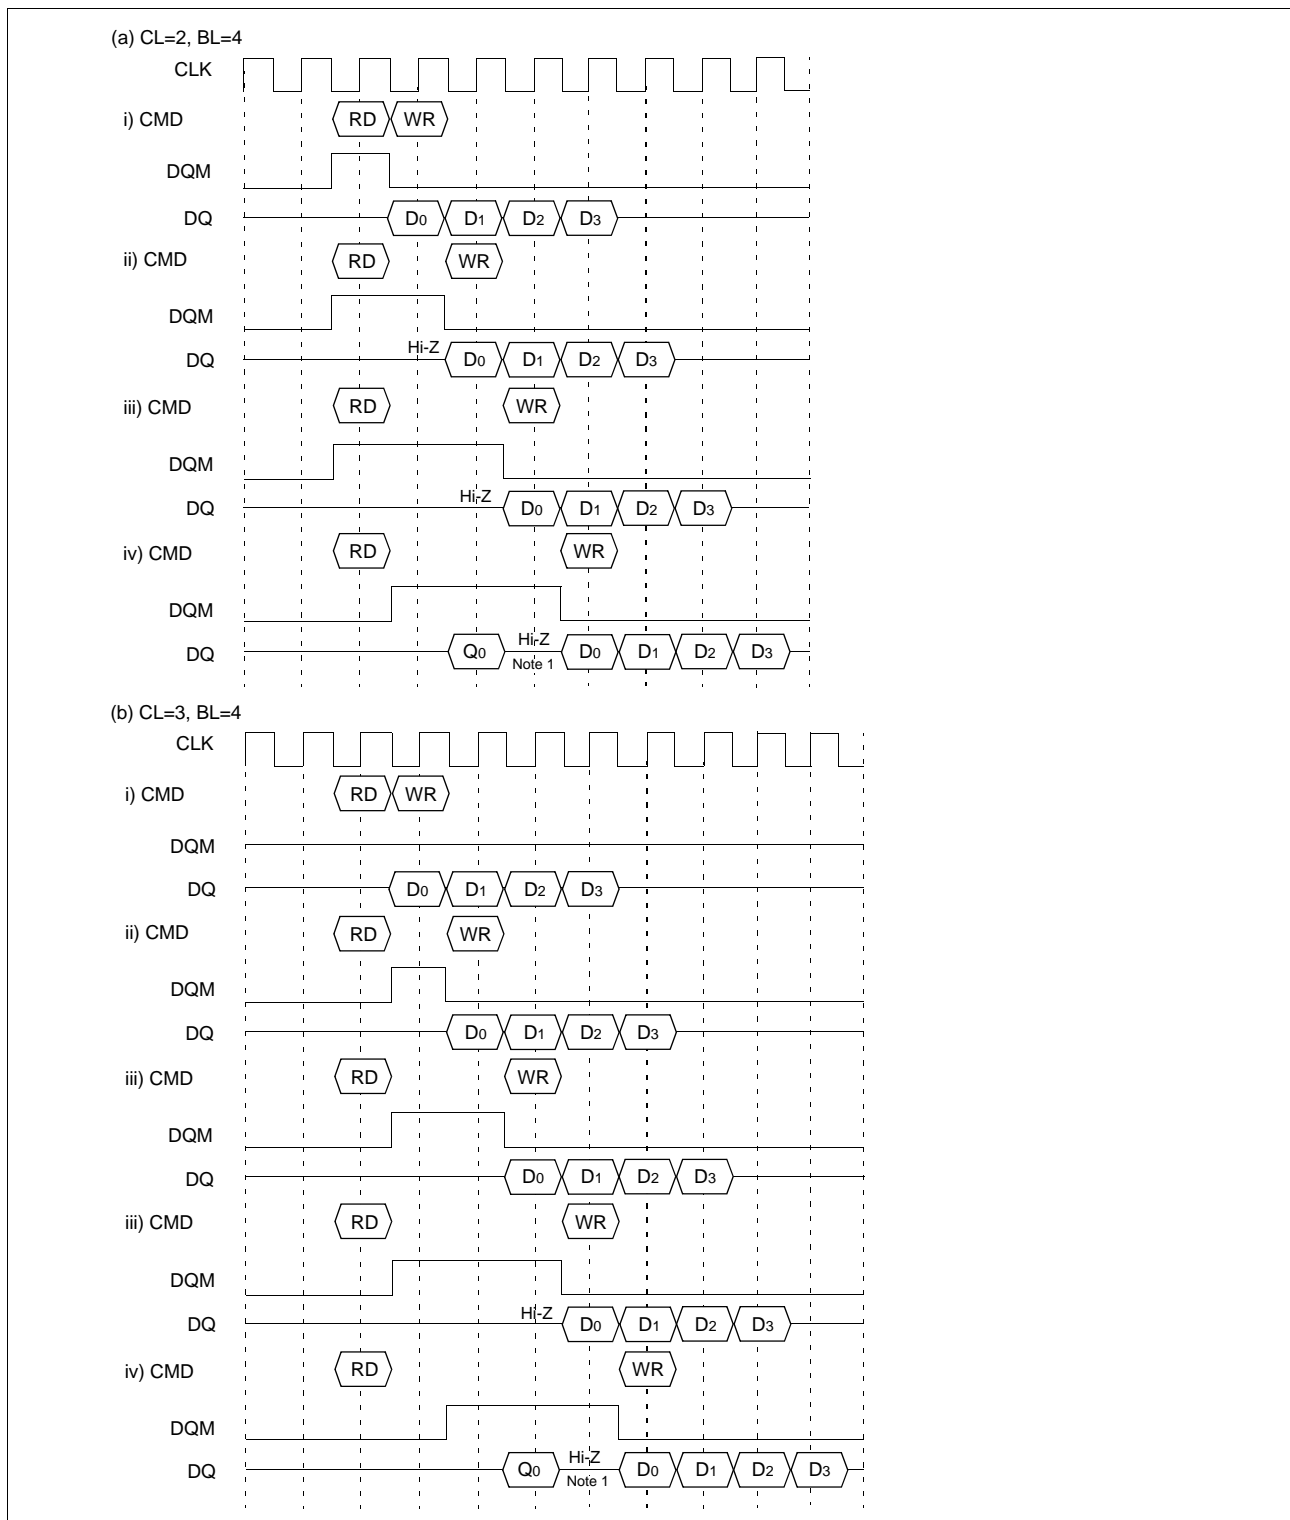 (a) CL=2, BL=4
CLK
i) CMD RD WR
DQM
DQ D0 D1 D2 D3
ii) CMD RD WR
DQM
Hi-Z
DQ D0 D1 D2 D3
iii) CMD RD WR
DQM
Hi-Z
DQ D0 D1 D2 D3
iv) CMD RD WR
DQM
Hi-Z
DQ Q0 D0 D1 D2 D3
Note 1
(b) CL=3, BL=4
CLK
i) CMD RD WR
DQM
DQ D0 D1 D2 D3
ii) CMD RD WR
DQM
DQ D0 D1 D2 D3
iii) CMD RD WR
DQM
DQ D0 D1 D2 D3
iii) CMD RD WR
DQM
Hi-Z
DQ D0 D1 D2 D3
iv) CMD RD WR
DQM
Hi-Z
DQ Q0 D0 D1 D2 D3
Note 1